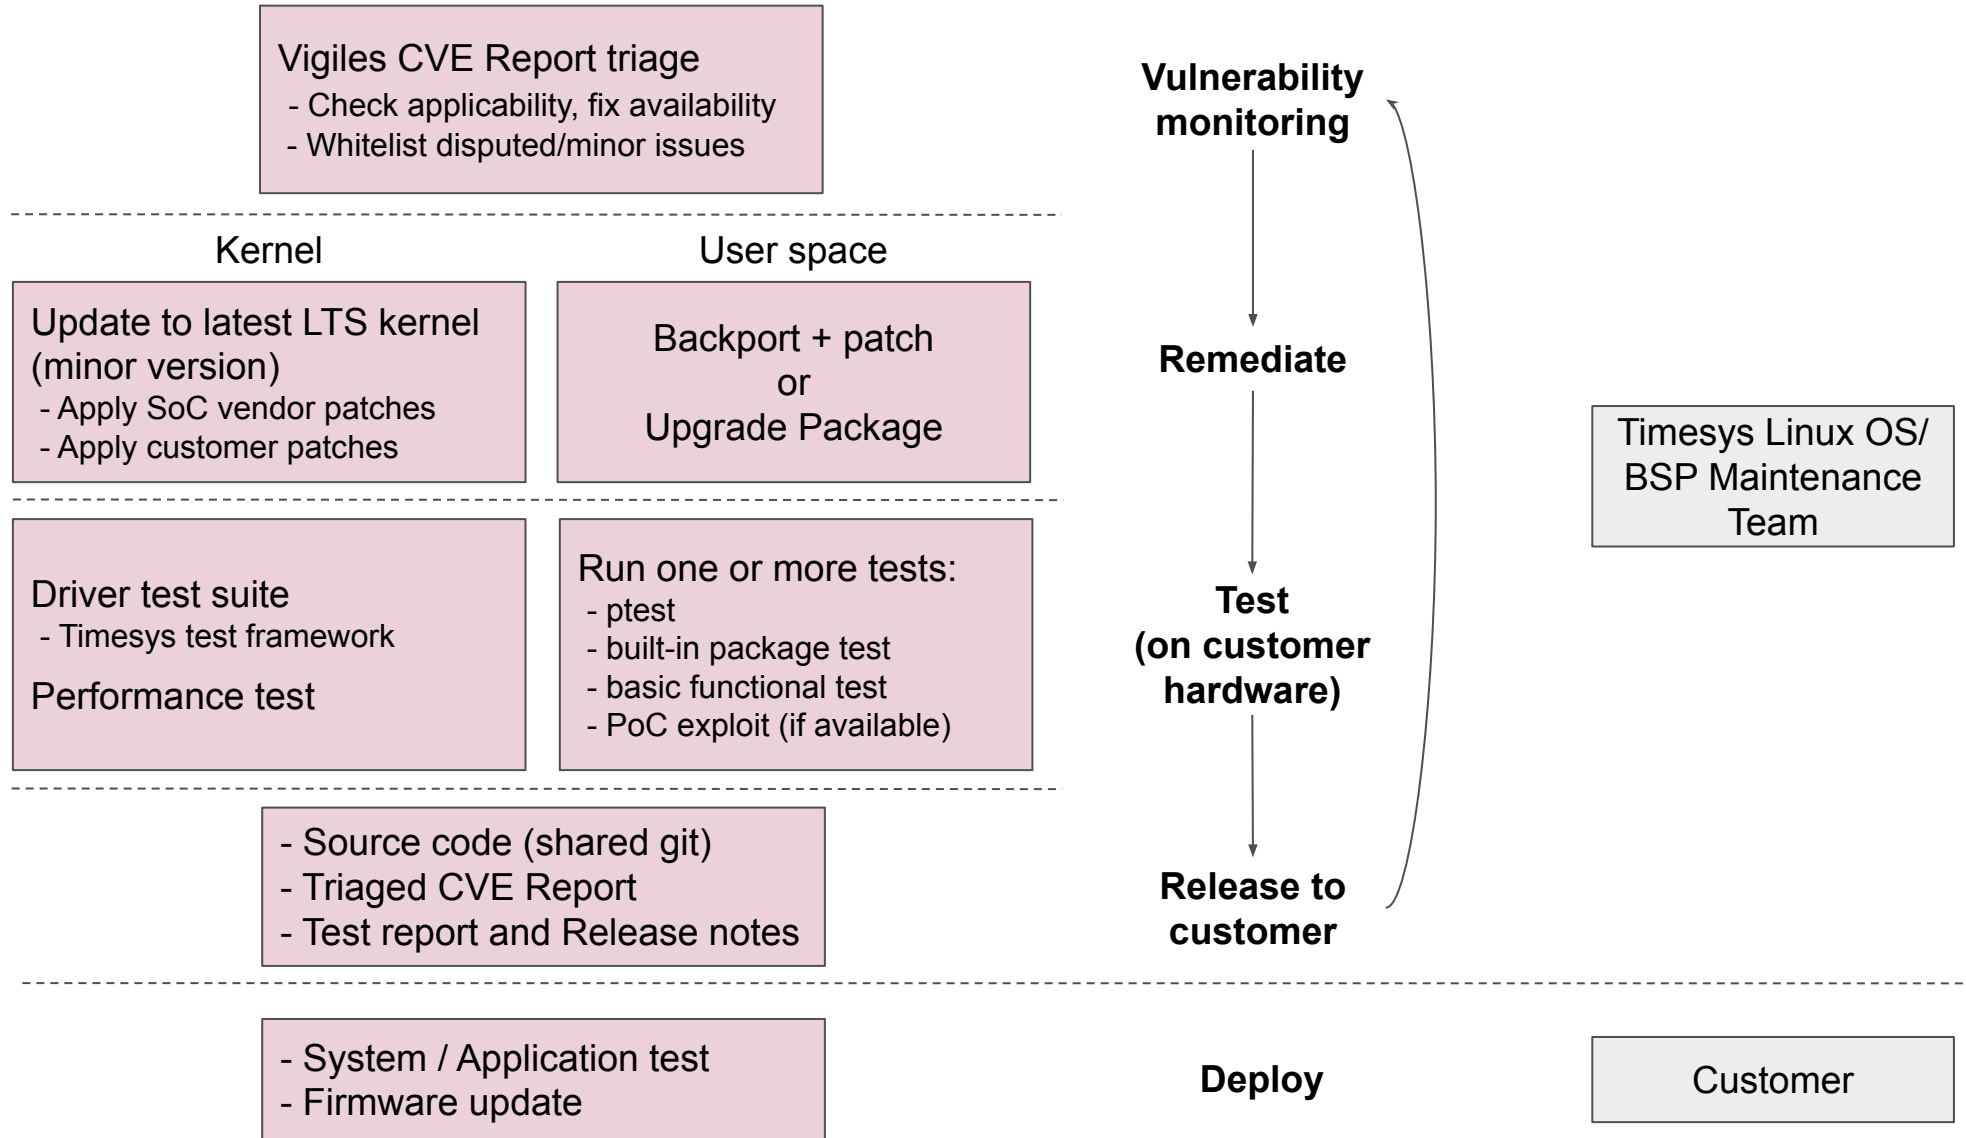 Vigiles CVE Report triage
- Check applicability, fix availability
- Whitelist disputed/minor issues
Vulnerability
monitoring
Kernel
User space
Update to latest LTS kernel
(minor version)
- Apply SoC vendor patches
- Apply customer patches
Backport + patch
or
Upgrade Package
Remediate
Timesys Linux OS/
BSP Maintenance
Team
Driver test suite
- Timesys test framework
Performance test
Run one or more tests:
- ptest
- built-in package test
- basic functional test
- PoC exploit (if available)
Test
(on customer
hardware)
- Source code (shared git)
- Triaged CVE Report
- Test report and Release notes
Release to
customer
- System / Application test
- Firmware update
Deploy
Customer